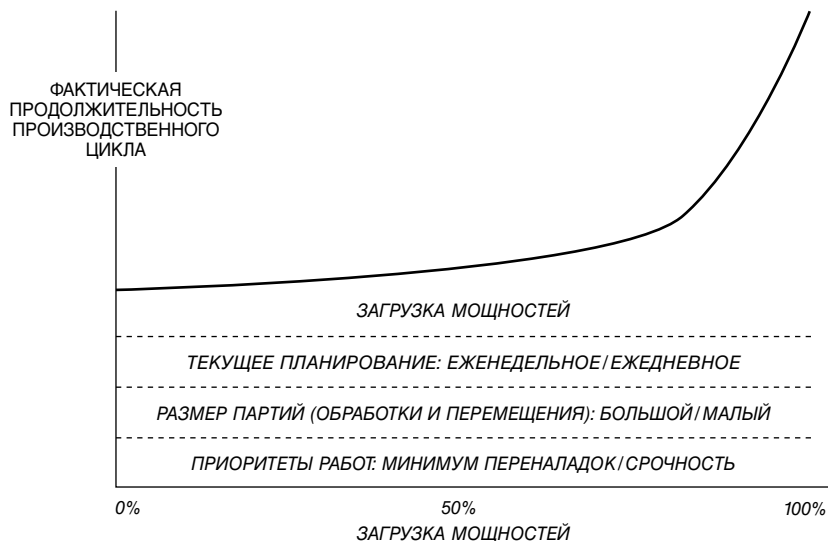 ФАКТИЧЕСКАЯ
ПРОДОЛЖИТЕЛЬНОСТЬ
ПРОИЗВОДСТВЕННОГО
ЦИКЛА
ЗАГРУЗКА МОЩНОСТЕЙ
ТЕКУЩЕЕ ПЛАНИРОВАНИЕ: ЕЖЕНЕДЕЛЬНОЕ/ЕЖЕДНЕВНОЕ
РАЗМЕР ПАРТИЙ (ОБРАБОТКИ И ПЕРЕМЕЩЕНИЯ): БОЛЬШОЙ/МАЛЫЙ
ПРИОРИТЕТЫ РАБОТ: МИНИМУМ ПЕРЕНАЛАДОК/СРОЧНОСТЬ
0% 50% 100%
ЗАГРУЗКА МОЩНОСТЕЙ